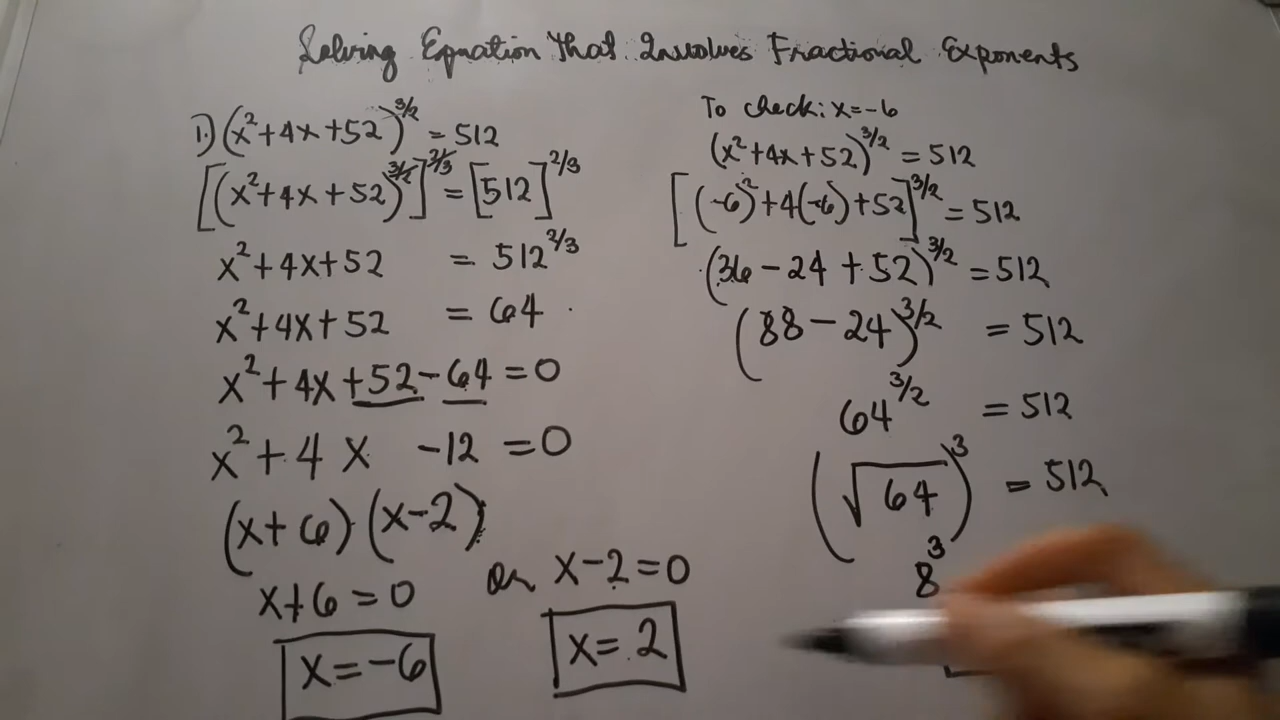 Solving Equation That Involves Fractional Exponents
1.) (x²+4x+52)^3/2 = 512
[(x²+4x+52)^3/2]^2/3 = [512]^2/3
x²+4x+52 = 512^2/3
x²+4x+52 = 64
x²+4x+52-64=0
x²+4x -12 =0
(x+6)(x-2)
x+6=0 or x-2=0
x=-6 x=2
To check: x=-6
(x²+4x+52)^3/2 = 512
[(-6)²+4(-6)+52]^3/2 = 512
(36-24+52)^3/2 = 512
(88-24)^3/2 = 512
64^3/2 = 512
(√64)³ = 512
8³